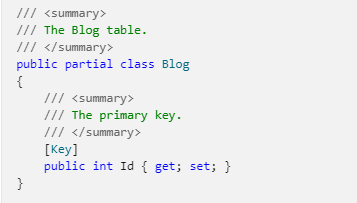 /// <summary>
/// The Blog table.
/// </summary>
public partial class Blog
{
    /// <summary>
    /// The primary key.
    /// </summary>
    [Key]
    public int Id { get; set; }
}